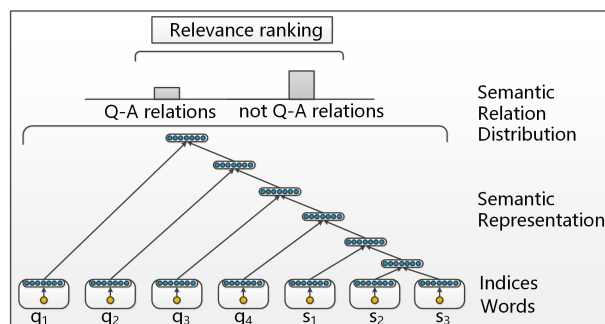 Relevance ranking
Q-A relations
not Q-A relations
Semantic
Relation
Distribution
Semantic
Representation
Indices
Words
q1 q2 q3 q4 s1 s2 s3